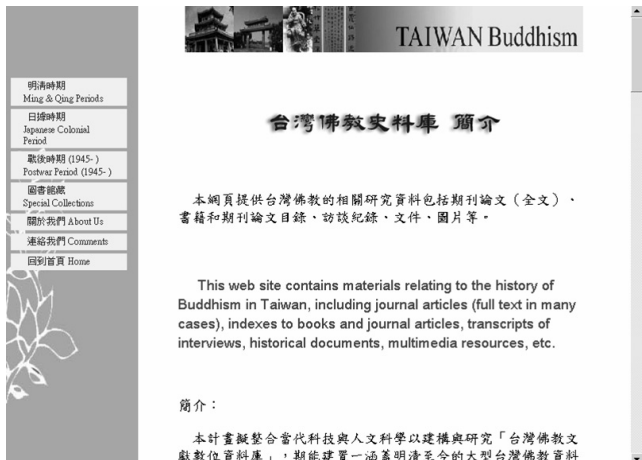 TAIWAN Buddhism
明清時期
Ming & Qing Periods
日據時期
Japanese Colonial
Period
戰後時期 (1945- )
Postwar Period (1945- )
圖書館藏
Special Collections
關於我們 About Us
連絡我們 Comments
回到首頁 Home
台灣佛教史料庫 簡介
本網頁提供台灣佛教的相關研究資料包括期刊論文（全文）、
書籍和期刊論文目錄、訪談紀錄、文件、圖片等。
This web site contains materials relating to the history of
Buddhism in Taiwan, including journal articles (full text in many
cases), indexes to books and journal articles, transcripts of
interviews, historical documents, multimedia resources, etc.
簡介：
本計畫擬整合當代科技與人文科學以建構與研究「台灣佛教文
獻數位資料庫」，期能建置一涵蓋明清至今的大型台灣佛教資料